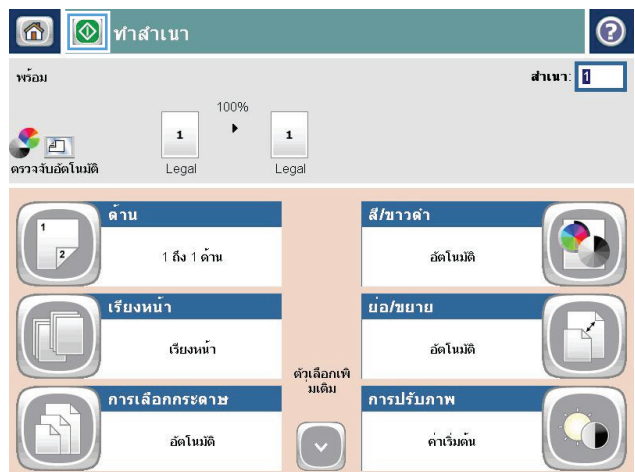 ทำสำเนา
พร้อม
สำเนา: 1
100%
1
1
ตรวจจับอัตโนมัติ
Legal
Legal
ด้าน
1
2
1 ถึง 1 ด้าน
สี/ขาวดำ
อัตโนมัติ
เรียงหน้า
เรียงหน้า
ย่อ/ขยาย
อัตโนมัติ
ตัวเลือกเพิ
่มเติม
การเลือกกระดาษ
อัตโนมัติ
การปรับภาพ
ค่าเริ่มต้น